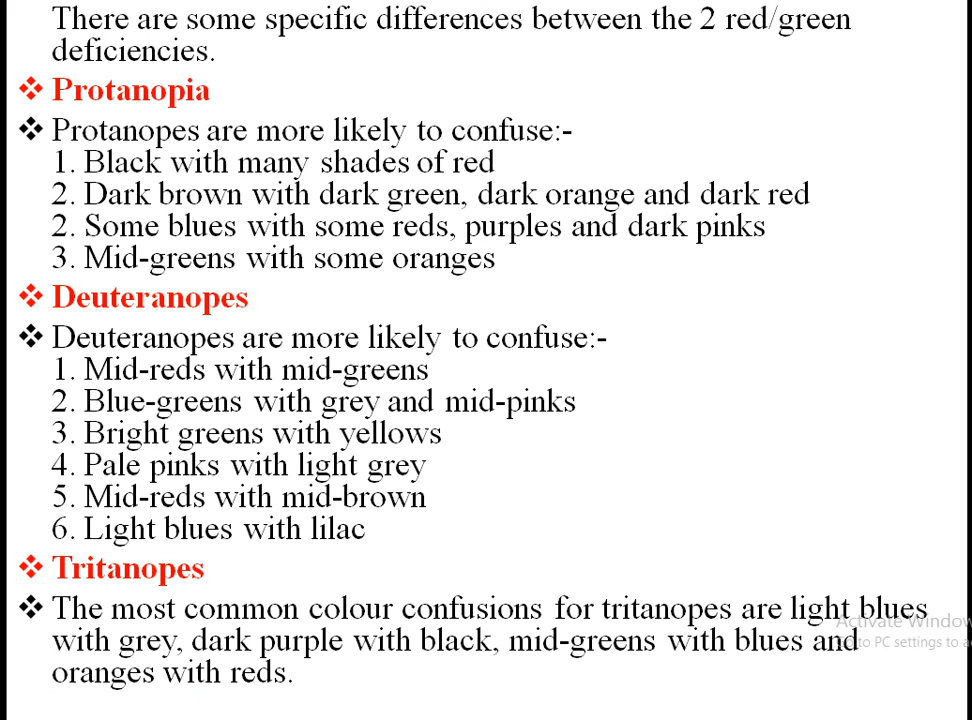 There are some specific differences between the 2 red/green
deficiencies.
❖ Protanopia
❖ Protanopes are more likely to confuse:-
1. Black with many shades of red
2. Dark brown with dark green, dark orange and dark red
2. Some blues with some reds, purples and dark pinks
3. Mid-greens with some oranges
❖ Deuteranopes
❖ Deuteranopes are more likely to confuse:-
1. Mid-reds with mid-greens
2. Blue-greens with grey and mid-pinks
3. Bright greens with yellows
4. Pale pinks with light grey
5. Mid-reds with mid-brown
6. Light blues with lilac
❖ Tritanopes
❖ The most common colour confusions for tritanopes are light blues
with grey, dark purple with black, mid-greens with blues and
oranges with reds.
Activate Window
to PC settings to a